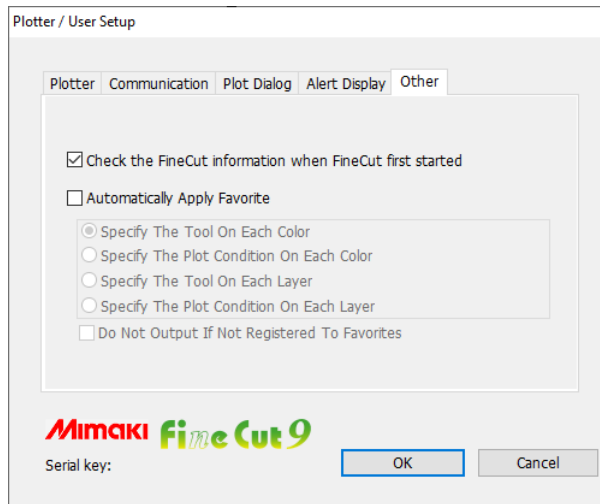 Plotter / User Setup
Plotter Communication Plot Dialog Alert Display Other
Check the FineCut information when FineCut first started
Automatically Apply Favorite
Specify The Tool On Each Color
Specify The Plot Condition On Each Color
Specify The Tool On Each Layer
Specify The Plot Condition On Each Layer
Do Not Output If Not Registered To Favorites
Mimaki Fine Cut 9
Serial key:
OK Cancel